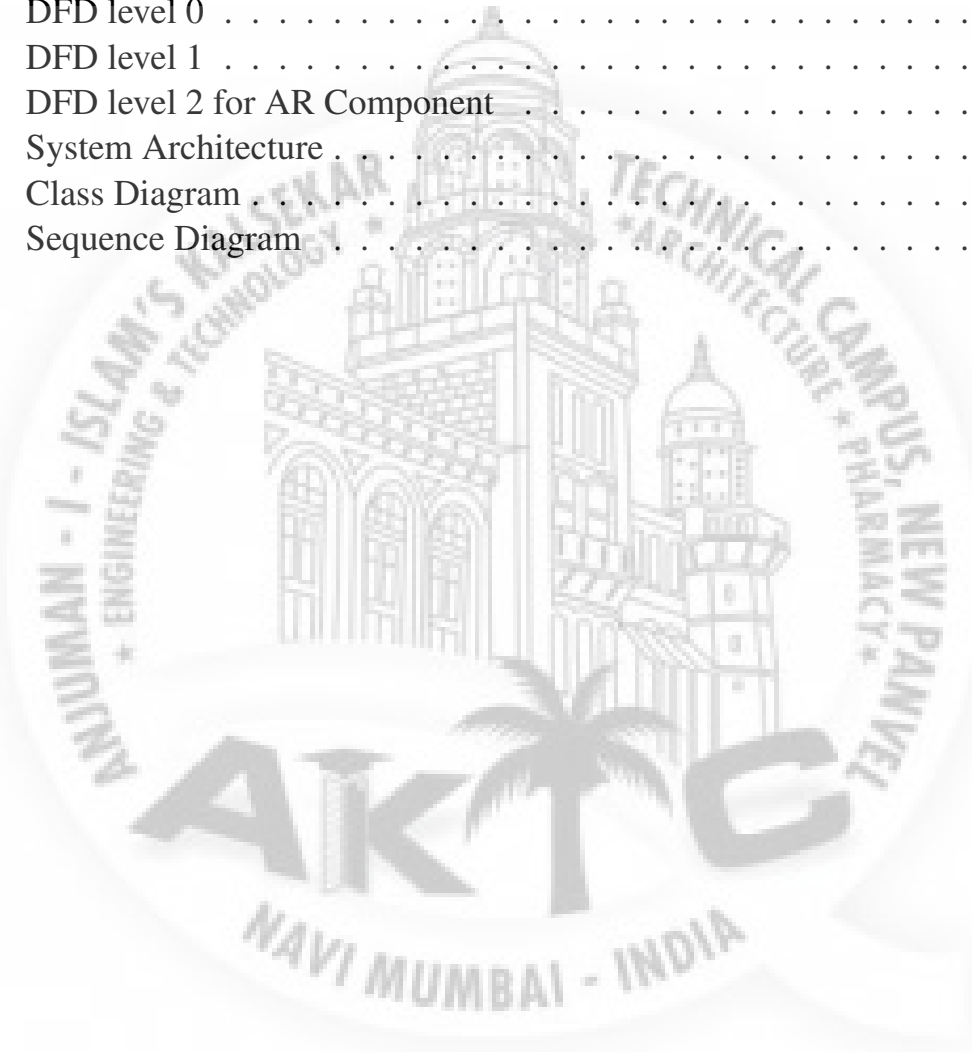 DFD level 0 . . . . . . . . . . . . . . . . . . . . . . . . . . . .
DFD level 1 . . . . . . . . . . . . . . . . . . . . . . . . . . . .
DFD level 2 for AR Component . . . . . . . . . . . . . . . . .
System Architecture . . . . . . . . . . . . . . . . . . . . . . . .
Class Diagram . . . . . . . . . . . . . . . . . . . . . . . . . . .
Sequence Diagram . . . . . . . . . . . . . . . . . . . . . . . .
ANJUMAN - I - ISLAM'S KALSEKAR TECHNICAL CAMPUS, NEW PANVEL
* ENGINEERING & TECHNOLOGY * *ARCHITECTURE * PHARMACY*
AKTC
NAVI MUMBAI - INDIA